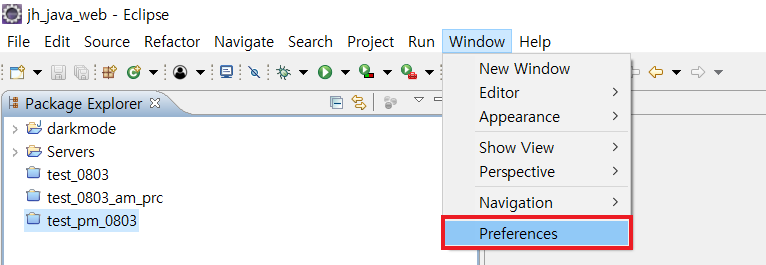 jh_java_web - Eclipse
File Edit Source Refactor Navigate Search Project Run Window Help
Package Explorer
darkmode
Servers
test_0803
test_0803_am_prc
test_pm_0803
New Window
Editor
Appearance
Show View
Perspective
Navigation
Preferences